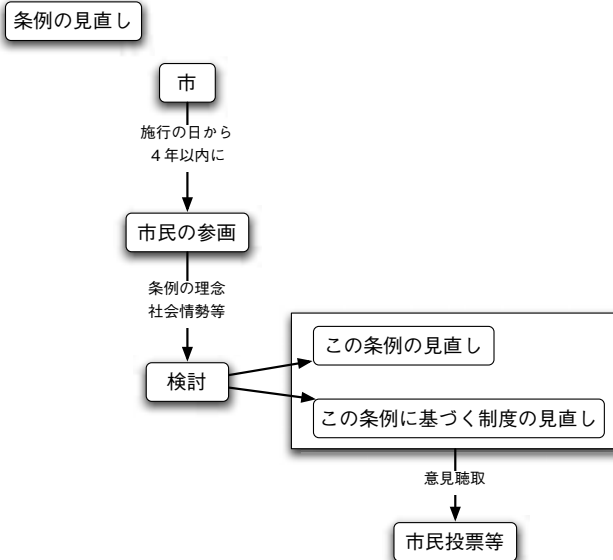 条例の見直し
市
施行の日から
４年以内に
市民の参画
条例の理念
社会情勢等
検討
この条例の見直し
この条例に基づく制度の見直し
意見聴取
市民投票等